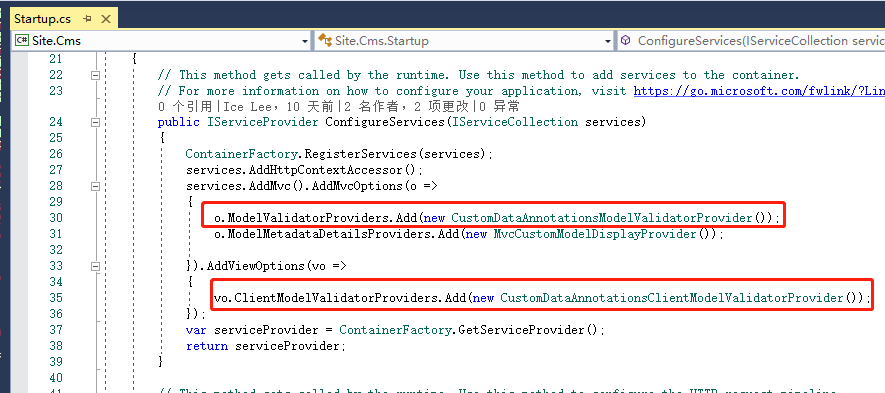 Startup.cs
C# Site.Cms
Site.Cms.Startup
ConfigureServices(IServiceCollection servic
21 {
22 // This method gets called by the runtime. Use this method to add services to the container.
23 // For more information on how to configure your application, visit https://go.microsoft.com/fwlink/?Lin
0 个引用|Ice Lee，10 天前|2 名作者，2 项更改|0 异常
24 public IServiceProvider ConfigureServices(IServiceCollection services)
25 {
26 ContainerFactory.RegisterServices(services);
27 services.AddHttpContextAccessor();
28 services.AddMvc().AddMvcOptions(o =>
29 {
30 o.ModelValidatorProviders.Add(new CustomDataAnnotationsModelValidatorProvider());
31 o.ModelMetadataDetailsProviders.Add(new MvcCustomModelDisplayProvider());
32
33 }).AddViewOptions(vo =>
34 {
35 vo.ClientModelValidatorProviders.Add(new CustomDataAnnotationsClientModelValidatorProvider());
36 });
37 var serviceProvider = ContainerFactory.GetServiceProvider();
38 return serviceProvider;
39 }
40